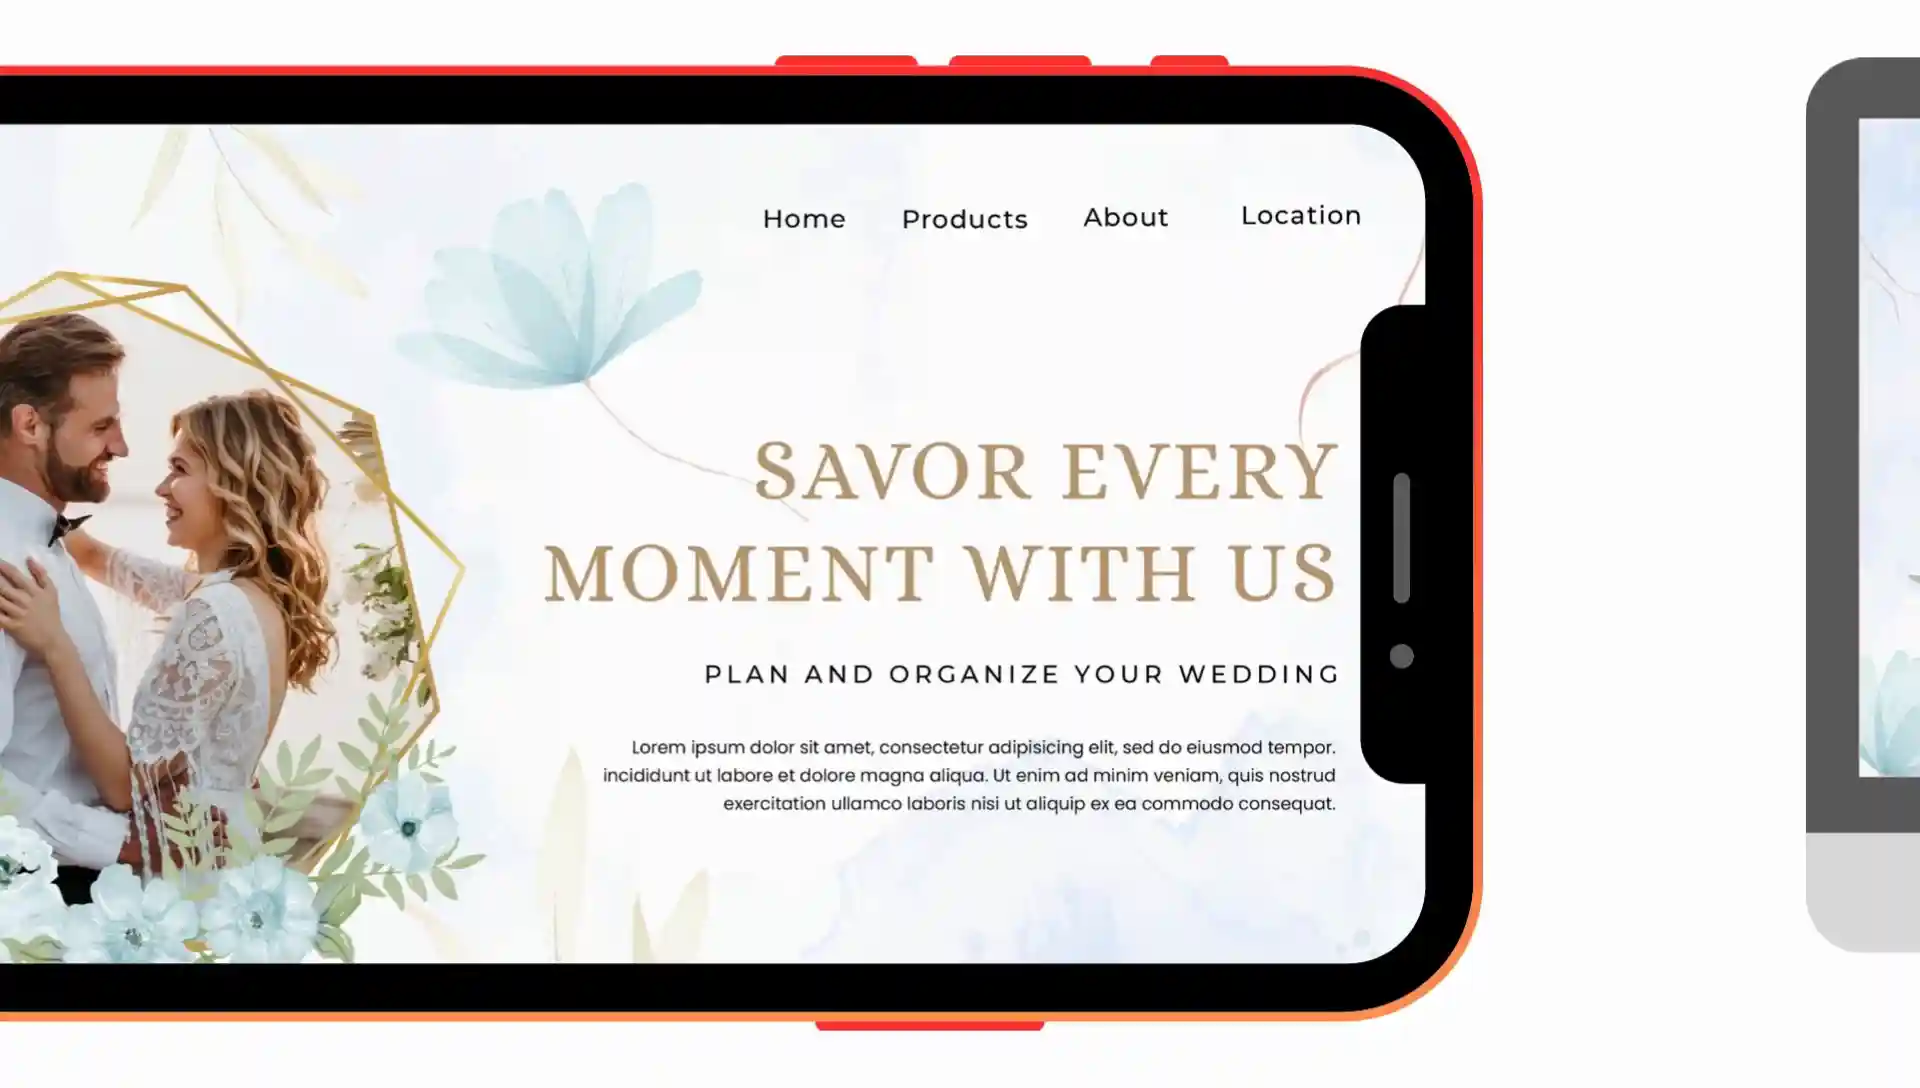 Home Products About Location
SAVOR EVERY
MOMENT WITH US
PLAN AND ORGANIZE YOUR WEDDING
Lorem ipsum dolor sit amet, consectetur adipisicing elit, sed do eiusmod tempor.
incididunt ut labore et dolore magna aliqua. Ut enim ad minim veniam, quis nostrud
exercitation ullamco laboris nisi ut aliquip ex ea commodo consequat.